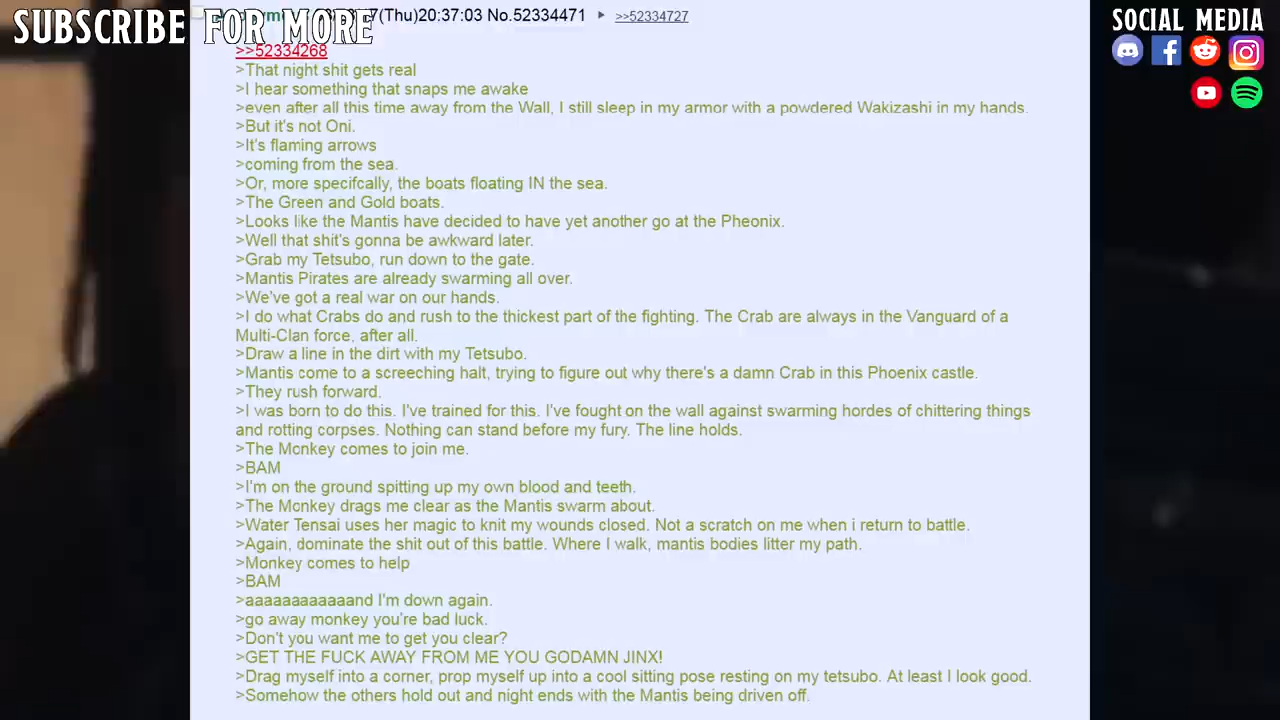 SUBSCRIBE FOR MORE
(Thu)20:37:03 No.52334471 ▶ >>52334727
SOCIAL MEDIA
>>52334268
>That night shit gets real
>I hear something that snaps me awake
>even after all this time away from the Wall, I still sleep in my armor with a powdered Wakizashi in my hands.
>But it's not Oni.
>It's flaming arrows
>coming from the sea.
>Or, more specifcally, the boats floating IN the sea.
>The Green and Gold boats.
>Looks like the Mantis have decided to have yet another go at the Pheonix.
>Well that shit's gonna be awkward later.
>Grab my Tetsubo, run down to the gate.
>Mantis Pirates are already swarming all over.
>We've got a real war on our hands.
>I do what Crabs do and rush to the thickest part of the fighting. The Crab are always in the Vanguard of a
Multi-Clan force, after all.
>Draw a line in the dirt with my Tetsubo.
>Mantis come to a screeching halt, trying to figure out why there's a damn Crab in this Phoenix castle.
>They rush forward.
>I was born to do this. I've trained for this. I've fought on the wall against swarming hordes of chittering things
and rotting corpses. Nothing can stand before my fury. The line holds.
>The Monkey comes to join me.
>BAM
>I'm on the ground spitting up my own blood and teeth.
>The Monkey drags me clear as the Mantis swarm about.
>Water Tensai uses her magic to knit my wounds closed. Not a scratch on me when i return to battle.
>Again, dominate the shit out of this battle. Where I walk, mantis bodies litter my path.
>Monkey comes to help
>BAM
>aaaaaaaaaaaand I'm down again.
>go away monkey you're bad luck.
>Don't you want me to get you clear?
>GET THE FUCK AWAY FROM ME YOU GODAMN JINX!
>Drag myself into a corner, prop myself up into a cool sitting pose resting on my tetsubo. At least I look good.
>Somehow the others hold out and night ends with the Mantis being driven off.